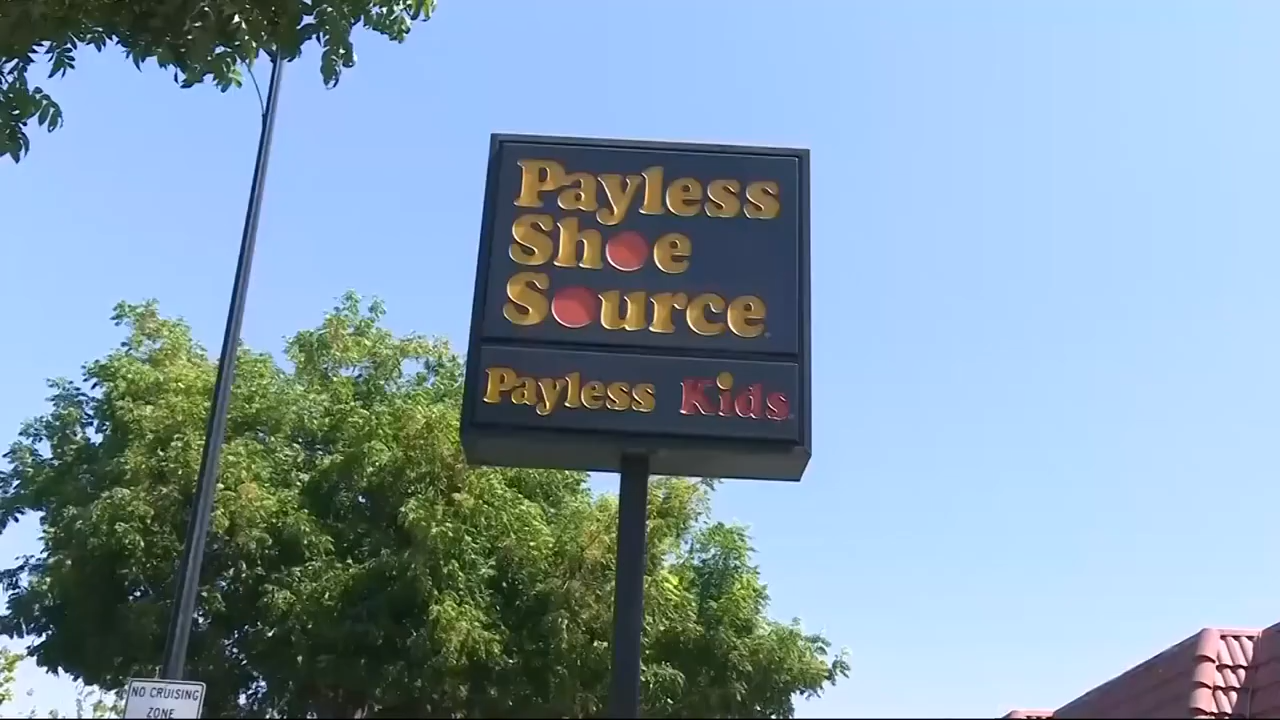 Payless
Shoe
Source
Payless Kids
NO CRUISING
ZONE